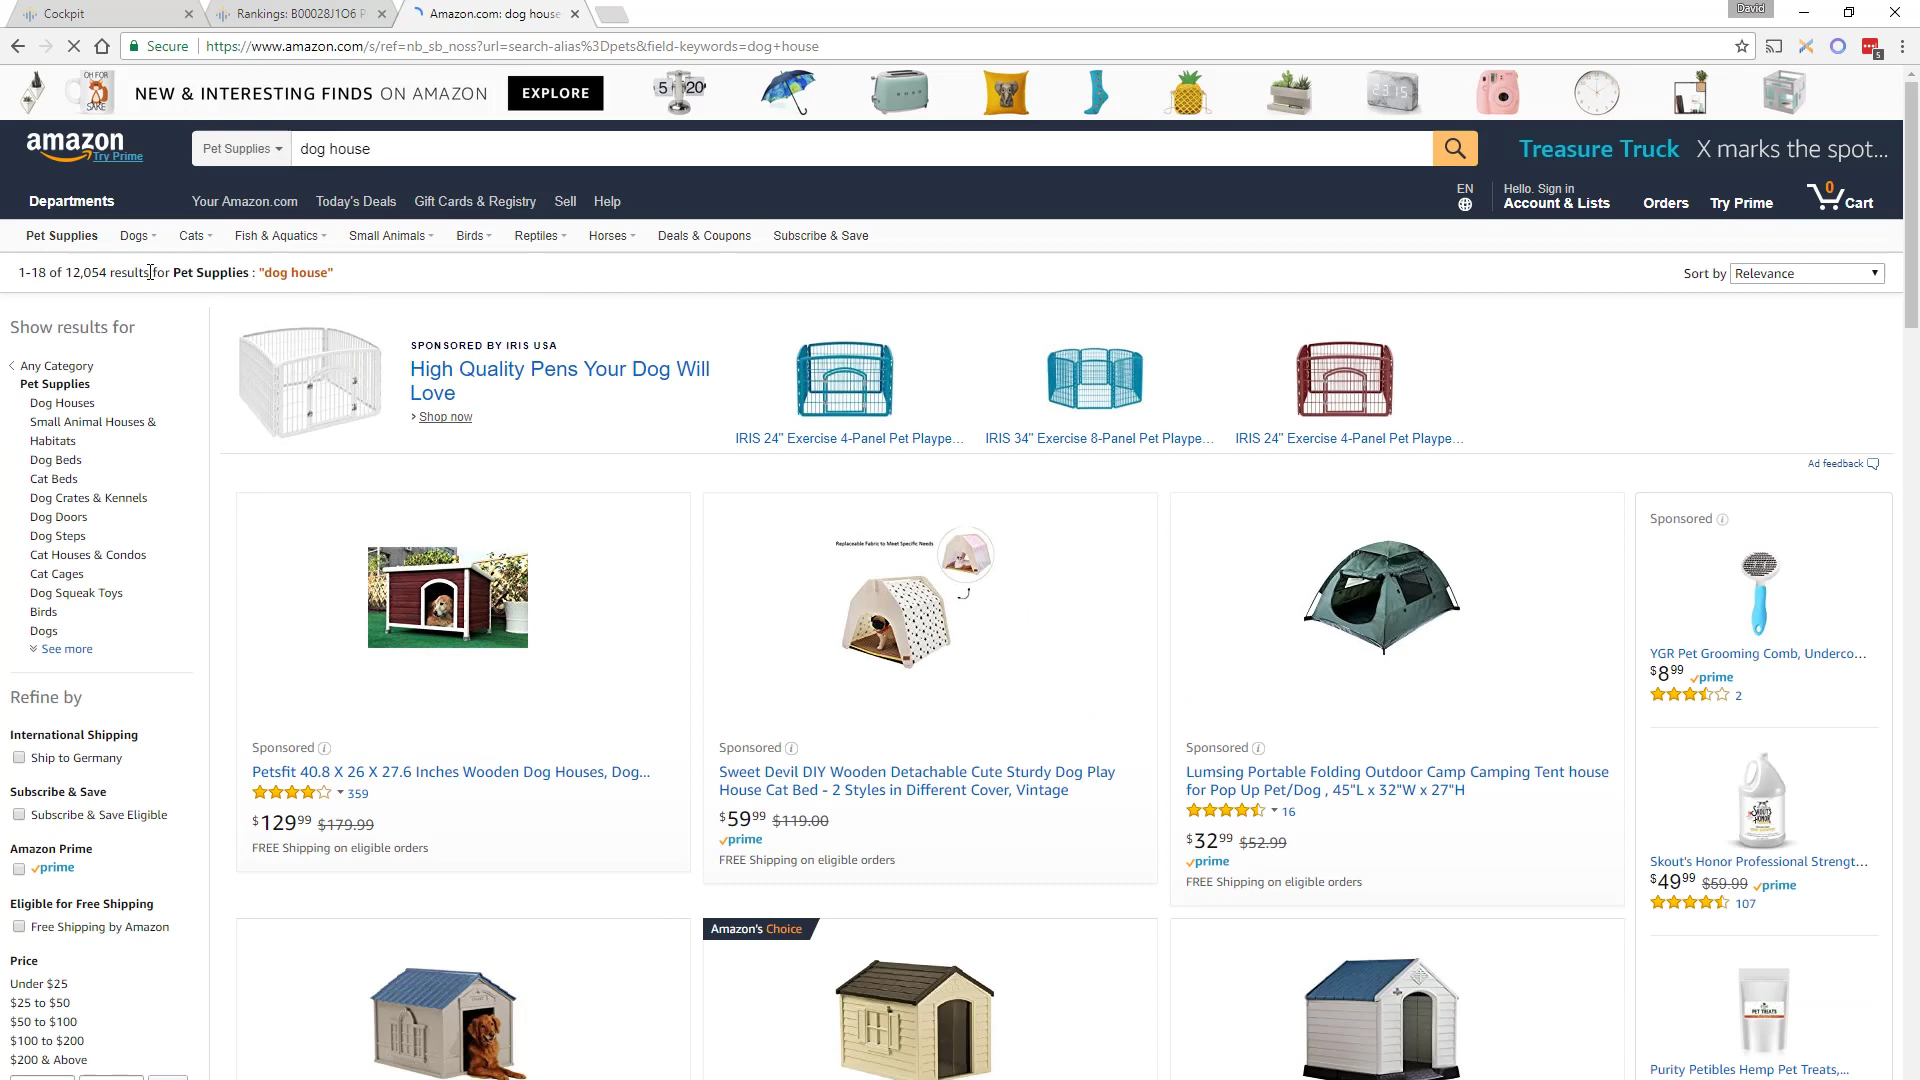 Cockpit
Rankings: B00028J1O6 P
Amazon.com: dog house
David
Secure
https://www.amazon.com/s/ref=nb_sb_noss?url=search-alias%3Dpets&field-keywords=dog+house
5
OH FOR
SAKE
NEW & INTERESTING FINDS ON AMAZON
EXPLORE
5 20
23:15
amazon
Try Prime
Pet Supplies
dog house
Treasure Truck X marks the spot...
Departments
Your Amazon.com
Today's Deals
Gift Cards & Registry
Sell
Help
EN
Hello. Sign in
Account & Lists
Orders
Try Prime
0
Cart
Pet Supplies
Dogs
Cats
Fish & Aquatics
Small Animals
Birds
Reptiles
Horses
Deals & Coupons
Subscribe & Save
1-18 of 12,054 results for Pet Supplies : "dog house"
Sort by
Relevance
Show results for
Any Category
Pet Supplies
Dog Houses
Small Animal Houses &
Habitats
Dog Beds
Cat Beds
Dog Crates & Kennels
Dog Doors
Dog Steps
Cat Houses & Condos
Cat Cages
Dog Squeak Toys
Birds
Dogs
See more
Refine by
International Shipping
Ship to Germany
Subscribe & Save
Subscribe & Save Eligible
Amazon Prime
prime
Eligible for Free Shipping
Free Shipping by Amazon
Price
Under $25
$25 to $50
$50 to $100
$100 to $200
$200 & Above
SPONSORED BY IRIS USA
High Quality Pens Your Dog Will
Love
› Shop now
IRIS 24" Exercise 4-Panel Pet Plaype...
IRIS 34" Exercise 8-Panel Pet Plaype...
IRIS 24" Exercise 4-Panel Pet Plaype...
Ad feedback
Sponsored
Petsfit 40.8 X 26 X 27.6 Inches Wooden Dog Houses, Dog...
359
$129 99 $179.99
FREE Shipping on eligible orders
Replaceable Fabric to Meet Specific Needs
Sponsored
Sweet Devil DIY Wooden Detachable Cute Sturdy Dog Play
House Cat Bed - 2 Styles in Different Cover, Vintage
$59 99 $119.00
prime
FREE Shipping on eligible orders
Sponsored
Lumsing Portable Folding Outdoor Camp Camping Tent house
for Pop Up Pet/Dog , 45"L x 32"W x 27"H
16
$32 99 $52.99
prime
FREE Shipping on eligible orders
Amazon's Choice
Sponsored
YGR Pet Grooming Comb, Underco...
$8 99 prime
2
SKOUT'S
HONOR
Skout's Honor Professional Strengt...
$49 99 $59.99 prime
107
PET TREATS
Purity Petibles Hemp Pet Treats,...